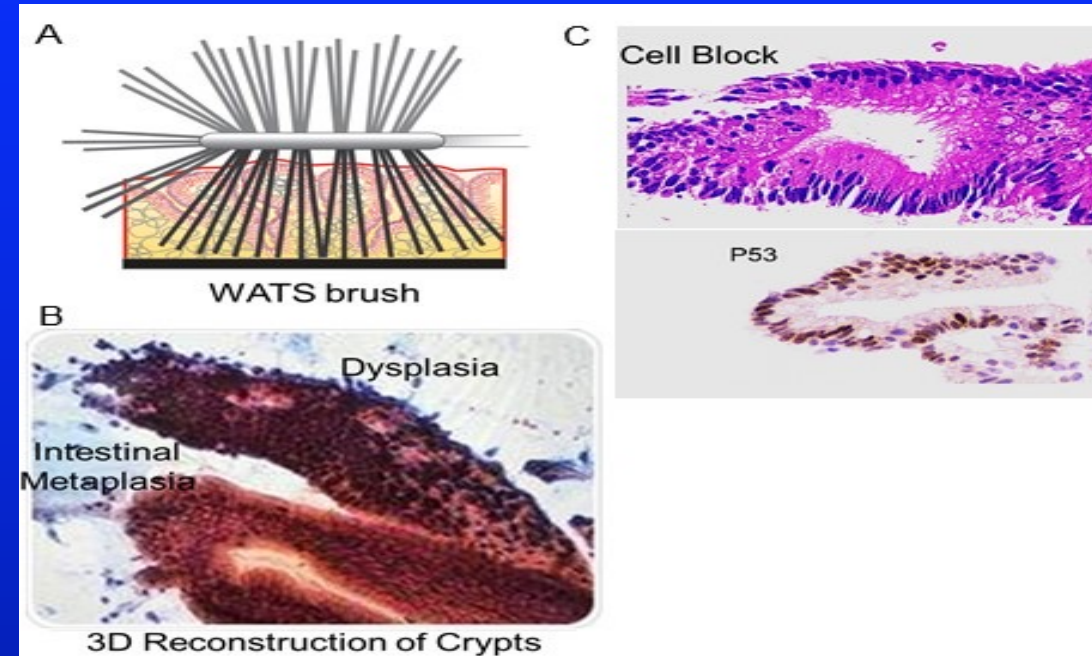 A
WATS brush
B
Dysplasia
Intestinal
Metaplasia
3D Reconstruction of Crypts
C
Cell Block
P53